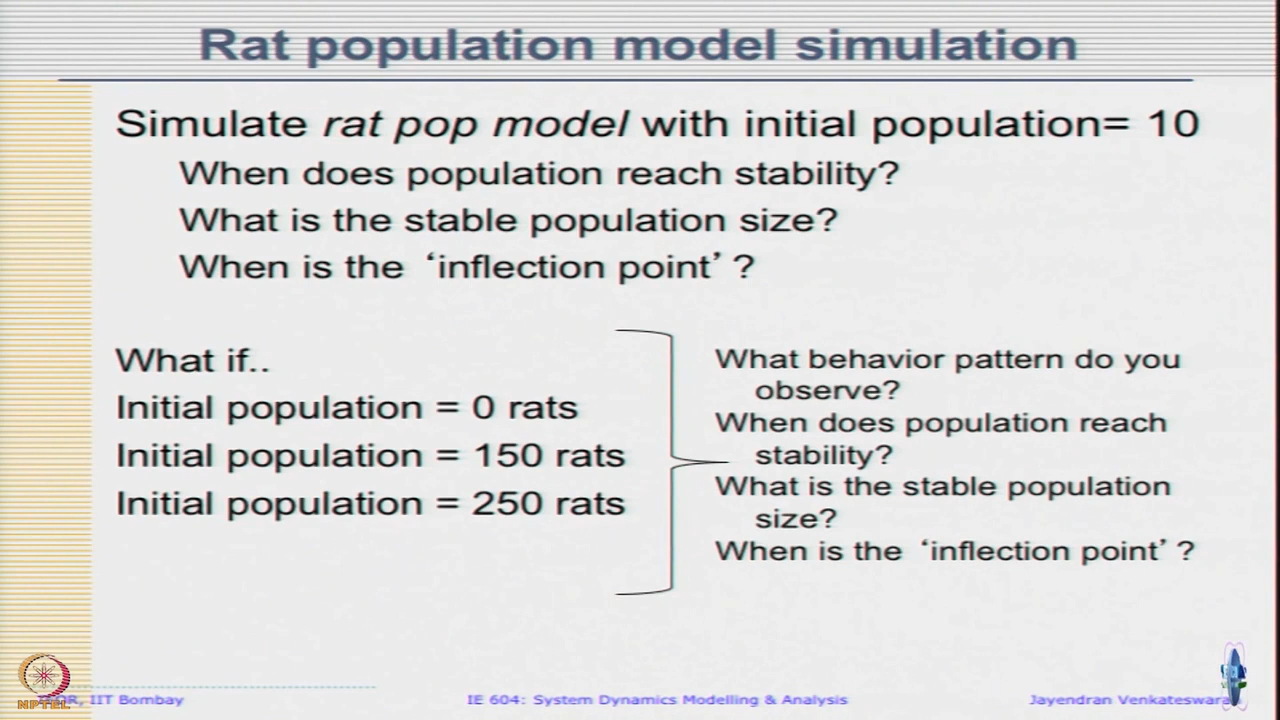 Rat population model simulation
Simulate rat pop model with initial population= 10
When does population reach stability?
What is the stable population size?
When is the ‘inflection point’ ?
What if..
Initial population = 0 rats
Initial population = 150 rats
Initial population = 250 rats
What behavior pattern do you
observe?
When does population reach
stability?
What is the stable population
size?
When is the ‘inflection point’ ?
IIT Bombay
IE 604: System Dynamics Modelling & Analysis
Jayendran
NPTEL